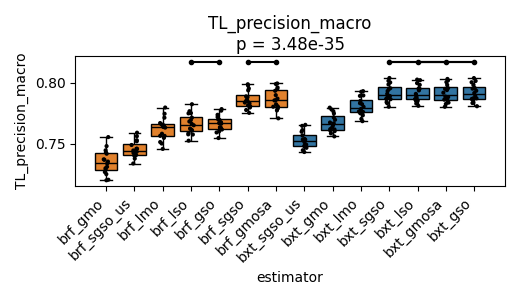 TL_precision_macro
p = 3.48e-35
TL_precision_macro
0.80
0.75
brf_gmo
brf_sgso_us
brf_lmo
brf_lso
brf_gso
brf_sgso
brf_gmosa
bxt_sgso_us
bxt_gmo
bxt_lmo
bxt_sgso
bxt_lso
bxt_gmosa
bxt_gso
estimator